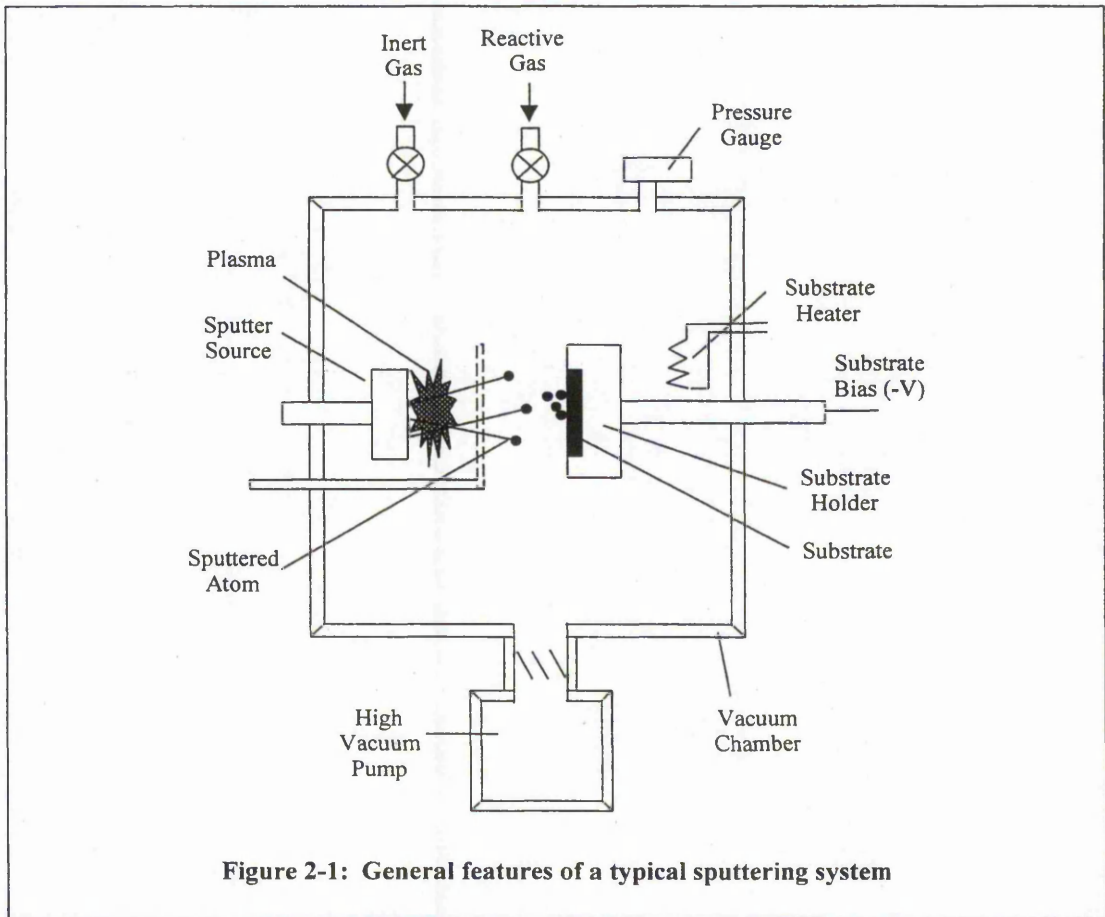 Inert
Gas
Reactive
Gas
Pressure
Gauge
Plasma
Sputter
Source
Substrate
Heater
Substrate
Bias (-V)
Substrate
Holder
Substrate
Sputtered
Atom
High
Vacuum
Pump
Vacuum
Chamber
Figure 2-1: General features of a typical sputtering system